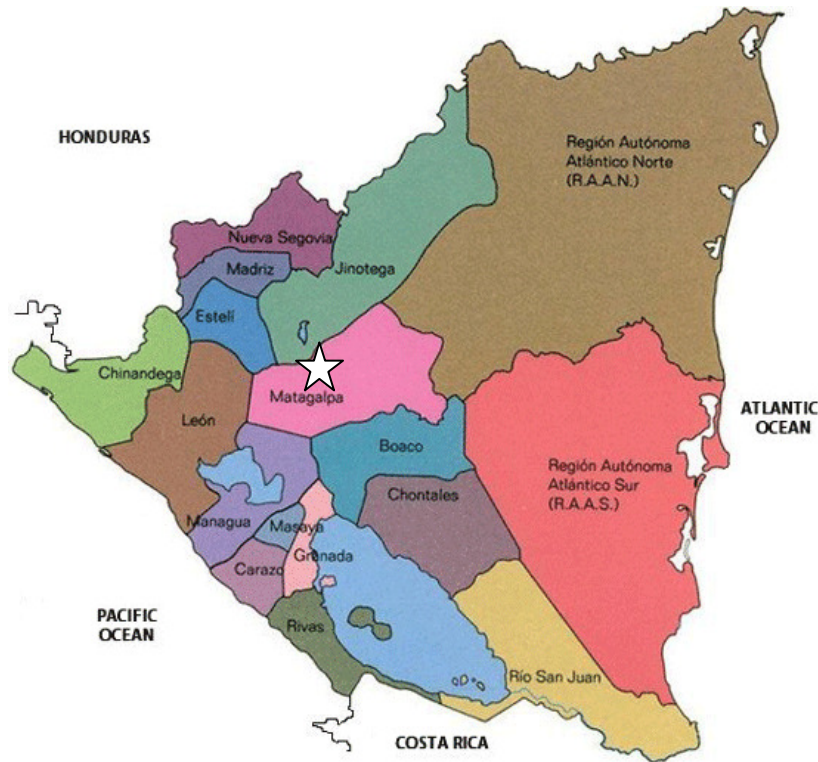 HONDURAS
Región Autónoma
Atlántico Norte
(R.A.A.N.)
Nueva Segovia
Madriz
Jinotega
Estelí
Chinandega
Matagalpa
León
ATLANTIC
OCEAN
Boaco
Región Autónoma
Atlántico Sur
(R.A.A.S.)
Chontales
Managua
Masaya
Granada
Carazo
PACIFIC
OCEAN
Rivas
Río San Juan
COSTA RICA